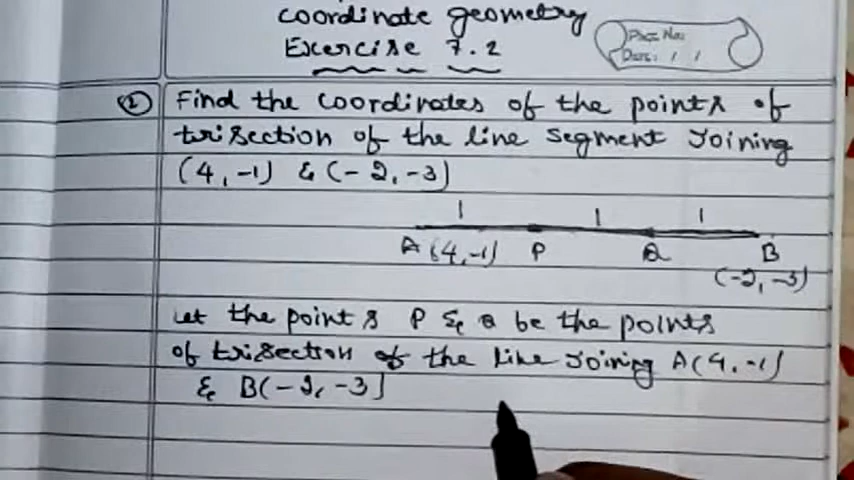 coordinate geometry
Exercise 7.2
Page No:
Date: / /
② Find the coordinates of the points of
trisection of the line segment Joining
(4, -1) & (-2, -3)
1 1 1
A (4, -1) P Q B
(-2, -3)
Let the points P & Q be the points
of trisection of the line Joining A(4, -1)
& B(-2, -3)